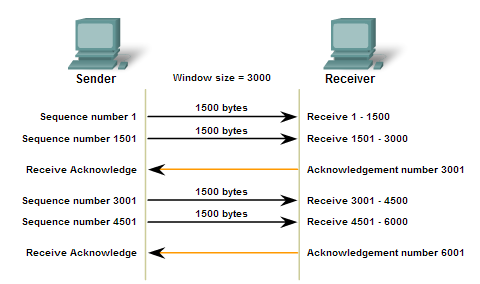 Sender
Window size = 3000
Receiver
1500 bytes
Sequence number 1
Receive 1 - 1500
1500 bytes
Sequence number 1501
Receive 1501 - 3000
Receive Acknowledge
Acknowledgement number 3001
1500 bytes
Sequence number 3001
Receive 3001 - 4500
1500 bytes
Sequence number 4501
Receive 4501 - 6000
Receive Acknowledge
Acknowledgement number 6001